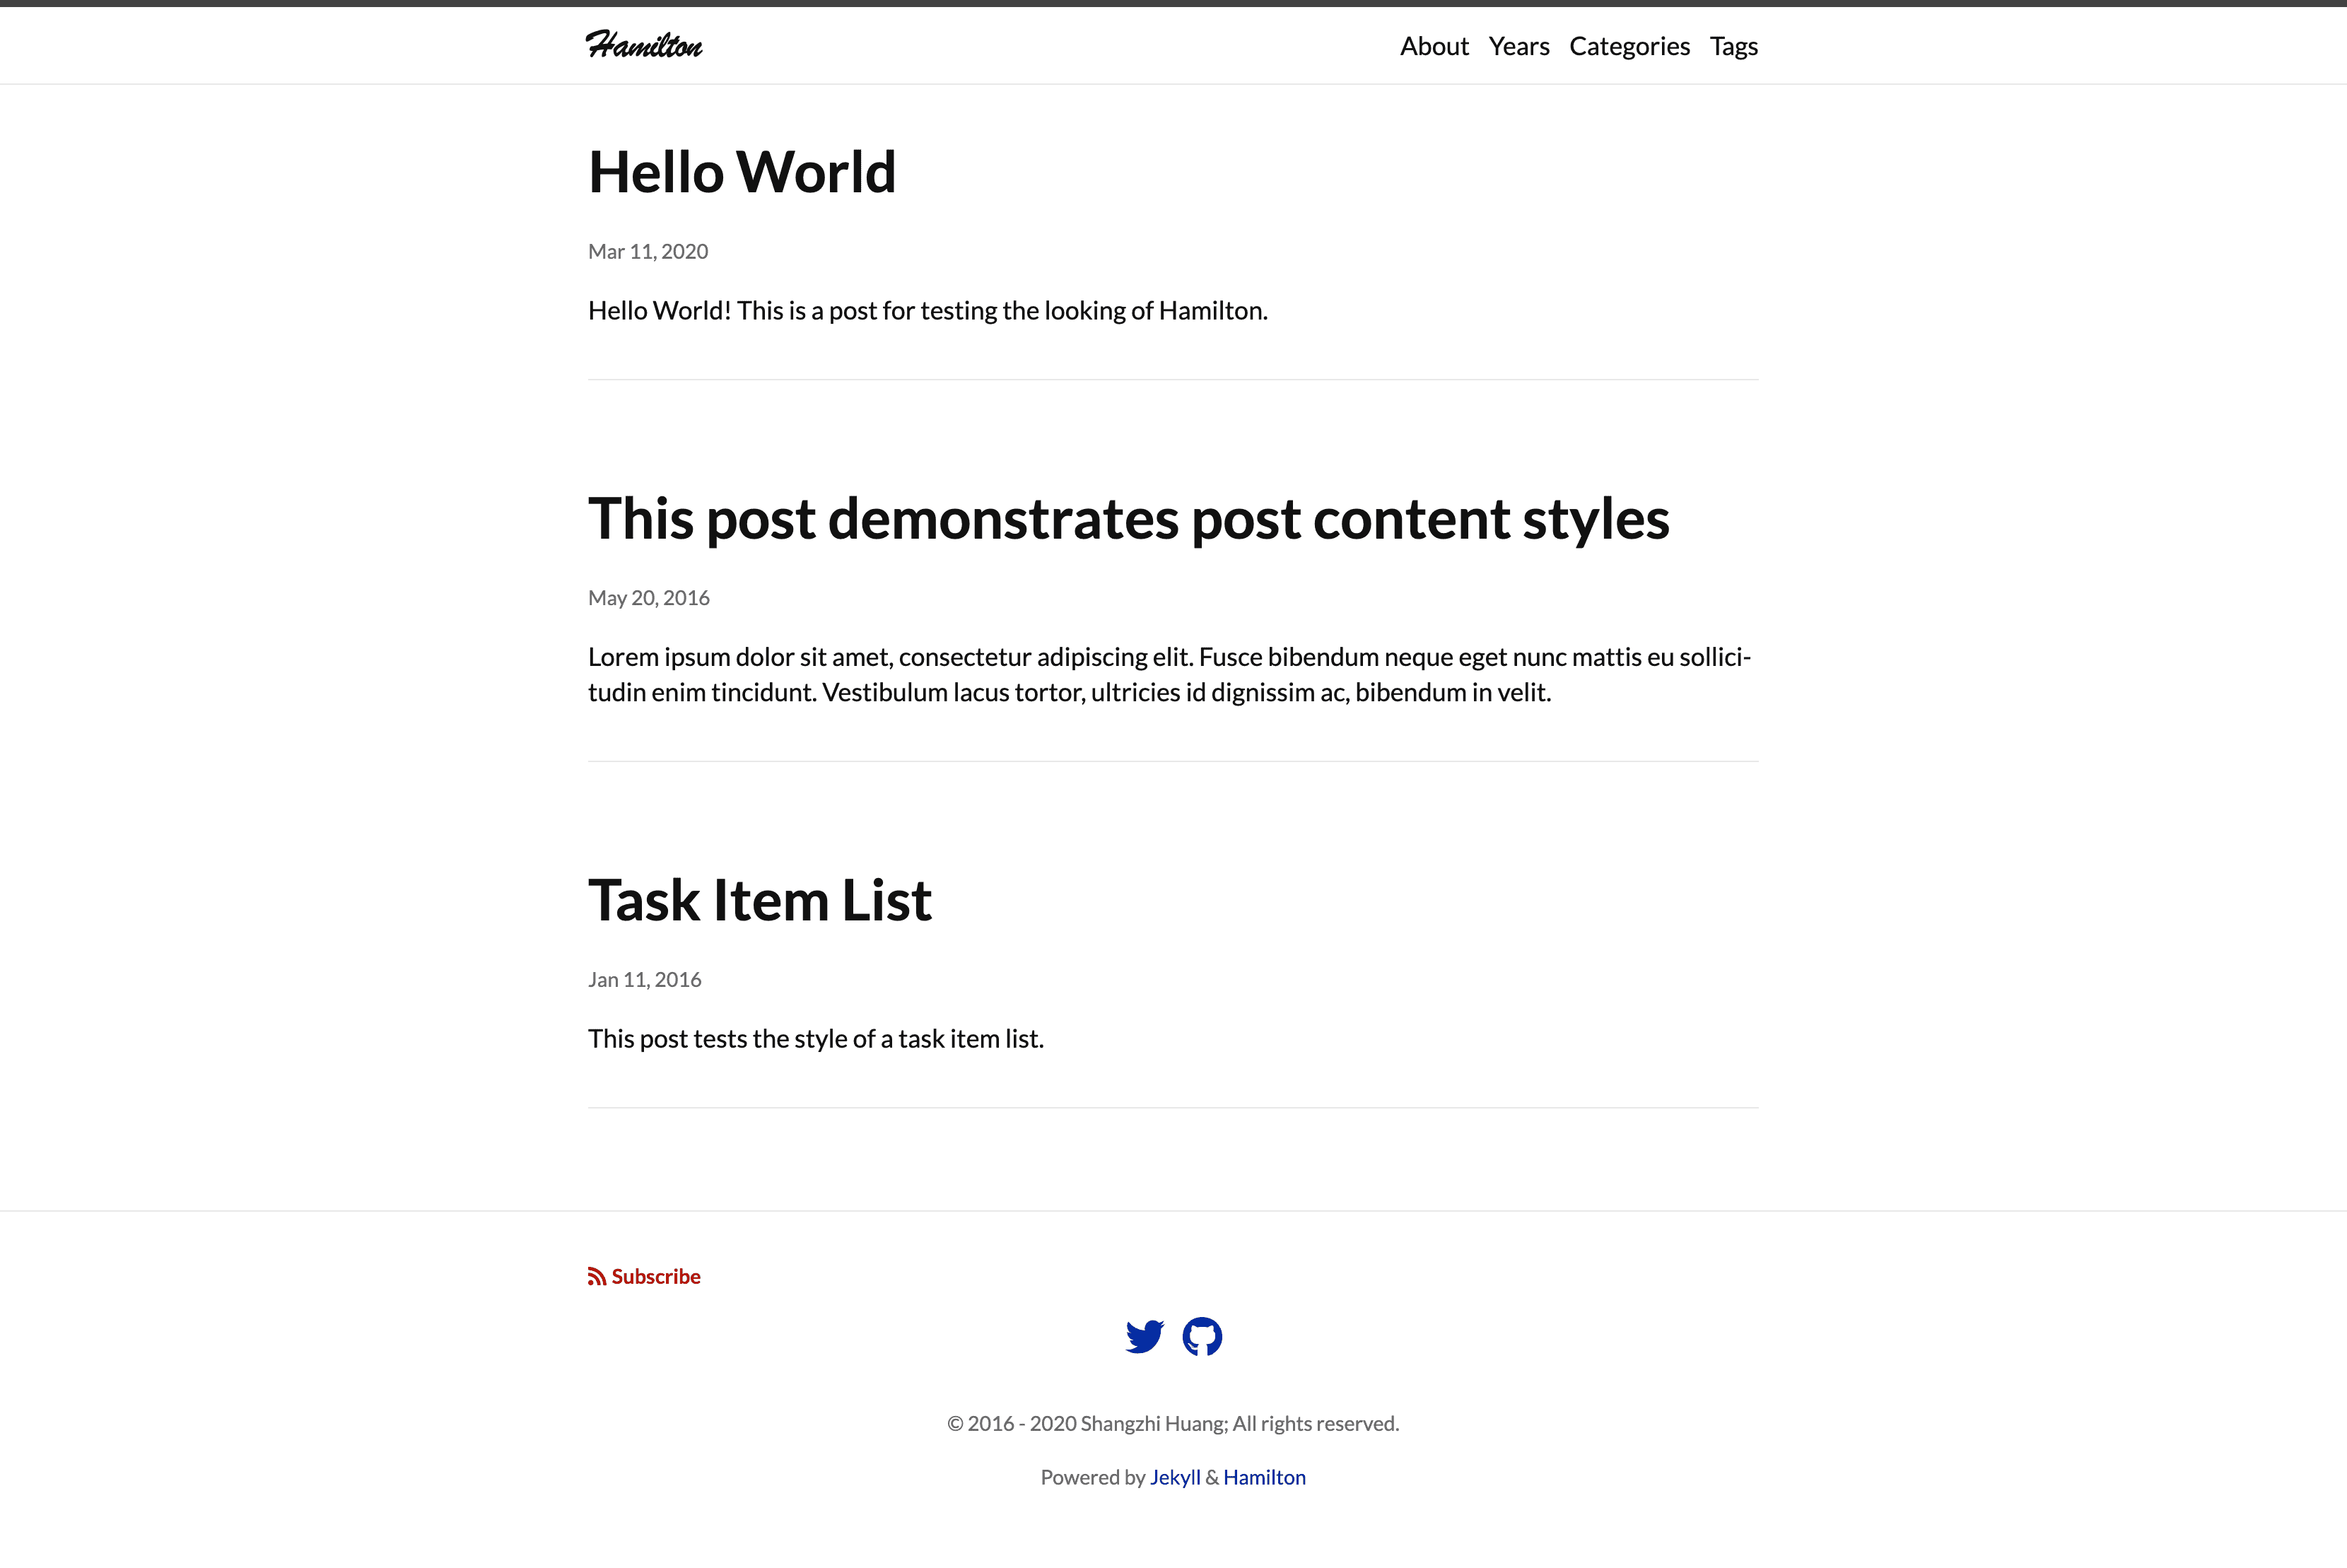 Hamilton
About Years Categories Tags
Hello World
Mar 11, 2020
Hello World! This is a post for testing the looking of Hamilton.
This post demonstrates post content styles
May 20, 2016
Lorem ipsum dolor sit amet, consectetur adipiscing elit. Fusce bibendum neque eget nunc mattis eu sollici-
tudin enim tincidunt. Vestibulum lacus tortor, ultricies id dignissim ac, bibendum in velit.
Task Item List
Jan 11, 2016
This post tests the style of a task item list.
Subscribe
© 2016 - 2020 Shangzhi Huang; All rights reserved.
Powered by Jekyll & Hamilton